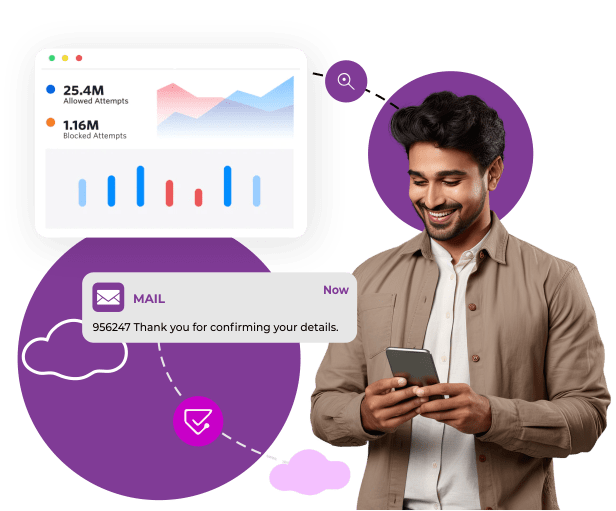 25.4M
Allowed Attempts
1.16M
Blocked Attempts
MAIL
Now
956247 Thank you for confirming your details.